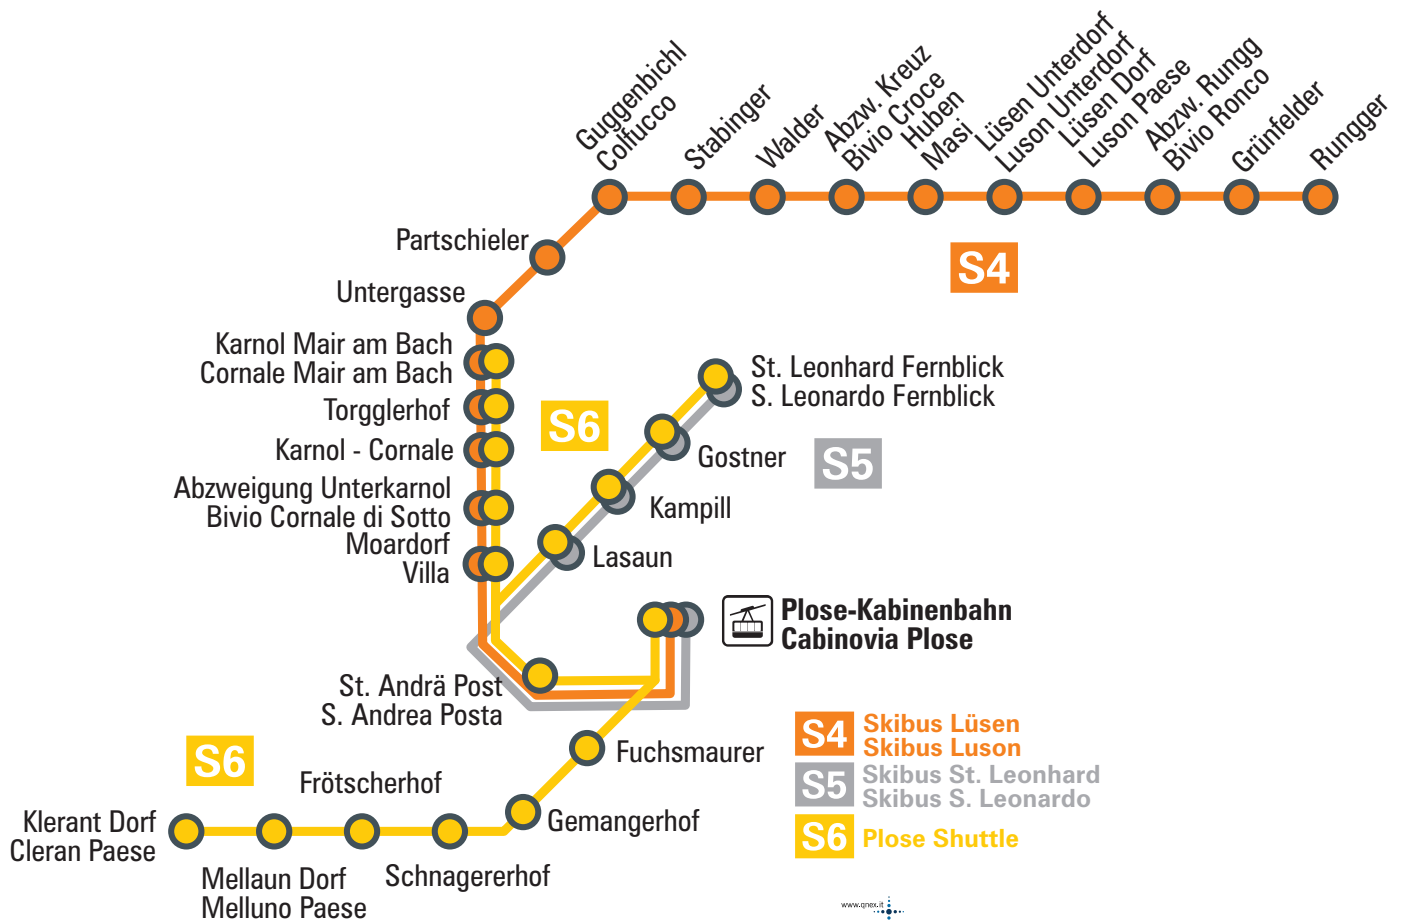 Guggenbichl
Colfucco
Stabinger
Walder
Abzw. Kreuz
Bivio Croce
Huben
Masi
Lüsen Unterdorf
Luson Unterdorf
Lüsen Dorf
Luson Paese
Abzw. Rungg
Bivio Ronco
Grünfelder
Rungger
Partschieler
S4
Untergasse
Karnol Mair am Bach
Cornale Mair am Bach
St. Leonhard Fernblick
S. Leonardo Fernblick
Torgglerhof
S6
Karnol - Cornale
Gostner
S5
Abzweigung Unterkarnol
Bivio Cornale di Sotto
Kampill
Moardorf
Villa
Lasaun
Plose-Kabinenbahn
Cabinovia Plose
St. Andrä Post
S. Andrea Posta
S4
Skibus Lüsen
Skibus Luson
Fuchsmaurer
S6
S5
Skibus St. Leonhard
Skibus S. Leonardo
Frötscherhof
Klerant Dorf
Cleran Paese
Gemangerhof
S6
Plose Shuttle
Mellaun Dorf
Melluno Paese
Schnagererhof
www.qnex.it